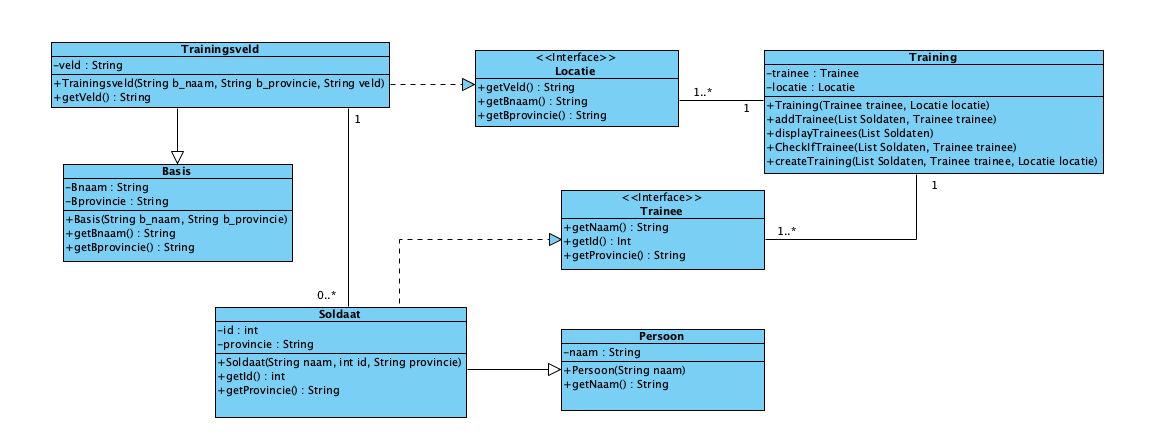 Trainingsveld
-veld : String
+Trainingsveld(String b_naam, String b_provincie, String veld)
+getVeld() : String
<<Interface>>
Locatie
+getVeld() : String
+getBnaam() : String
+getBprovincie() : String
1..*
1
Training
-trainee : Trainee
-locatie : Locatie
+Training(Trainee trainee, Locatie locatie)
+addTrainee(List Soldaten, Trainee trainee)
+displayTrainees(List Soldaten)
+CheckIfTrainee(List Soldaten, Trainee trainee)
+createTraining(List Soldaten, Trainee trainee, Locatie locatie)
1
Basis
-Bnaam : String
-Bprovincie : String
+Basis(String b_naam, String b_provincie)
+getBnaam() : String
+getBprovincie() : String
<<Interface>>
Trainee
+getNaam() : String
+getId() : Int
+getProvincie() : String
1..*
1
0..*
Soldaat
-id : int
-provincie : String
+Soldaat(String naam, int id, String provincie)
+getId() : int
+getProvincie() : String
Persoon
-naam : String
+Persoon(String naam)
+getNaam() : String